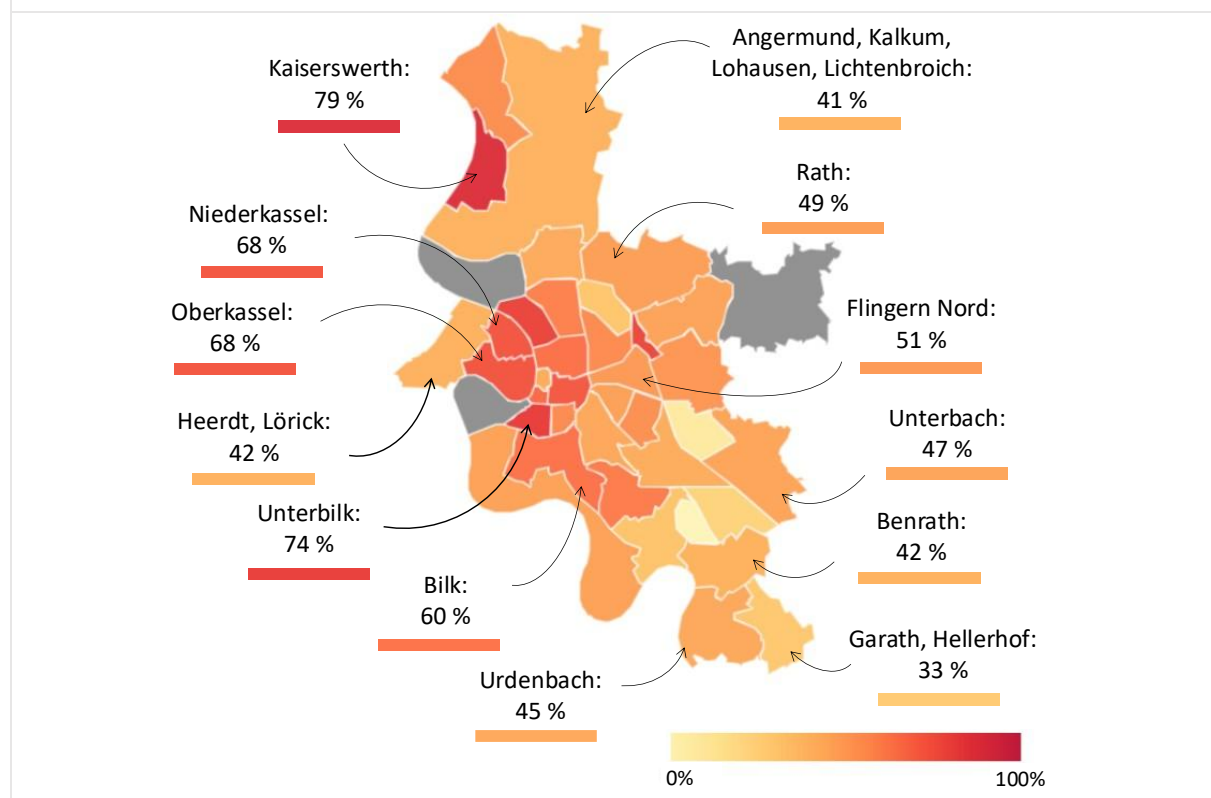 Kaiserswerth:
79 %
Angermund, Kalkum,
Lohausen, Lichtenbroich:
41 %
Rath:
49 %
Niederkassel:
68 %
Oberkassel:
68 %
Flingern Nord:
51 %
Heerdt, Lörick:
42 %
Unterbach:
47 %
Unterbilk:
74 %
Benrath:
42 %
Bilk:
60 %
Garath, Hellerhof:
33 %
Urdenbach:
45 %
0%
100%